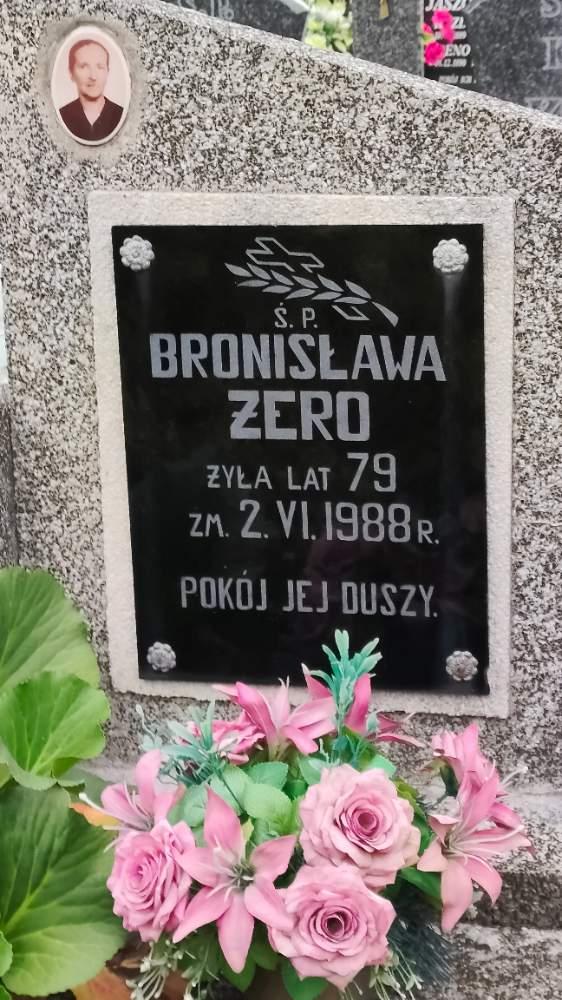 Ś. P.
BRONISŁAWA
ŻERO
ŻYŁA LAT 79
ZM. 2. VI. 1988 R.
POKÓJ JEJ DUSZY.